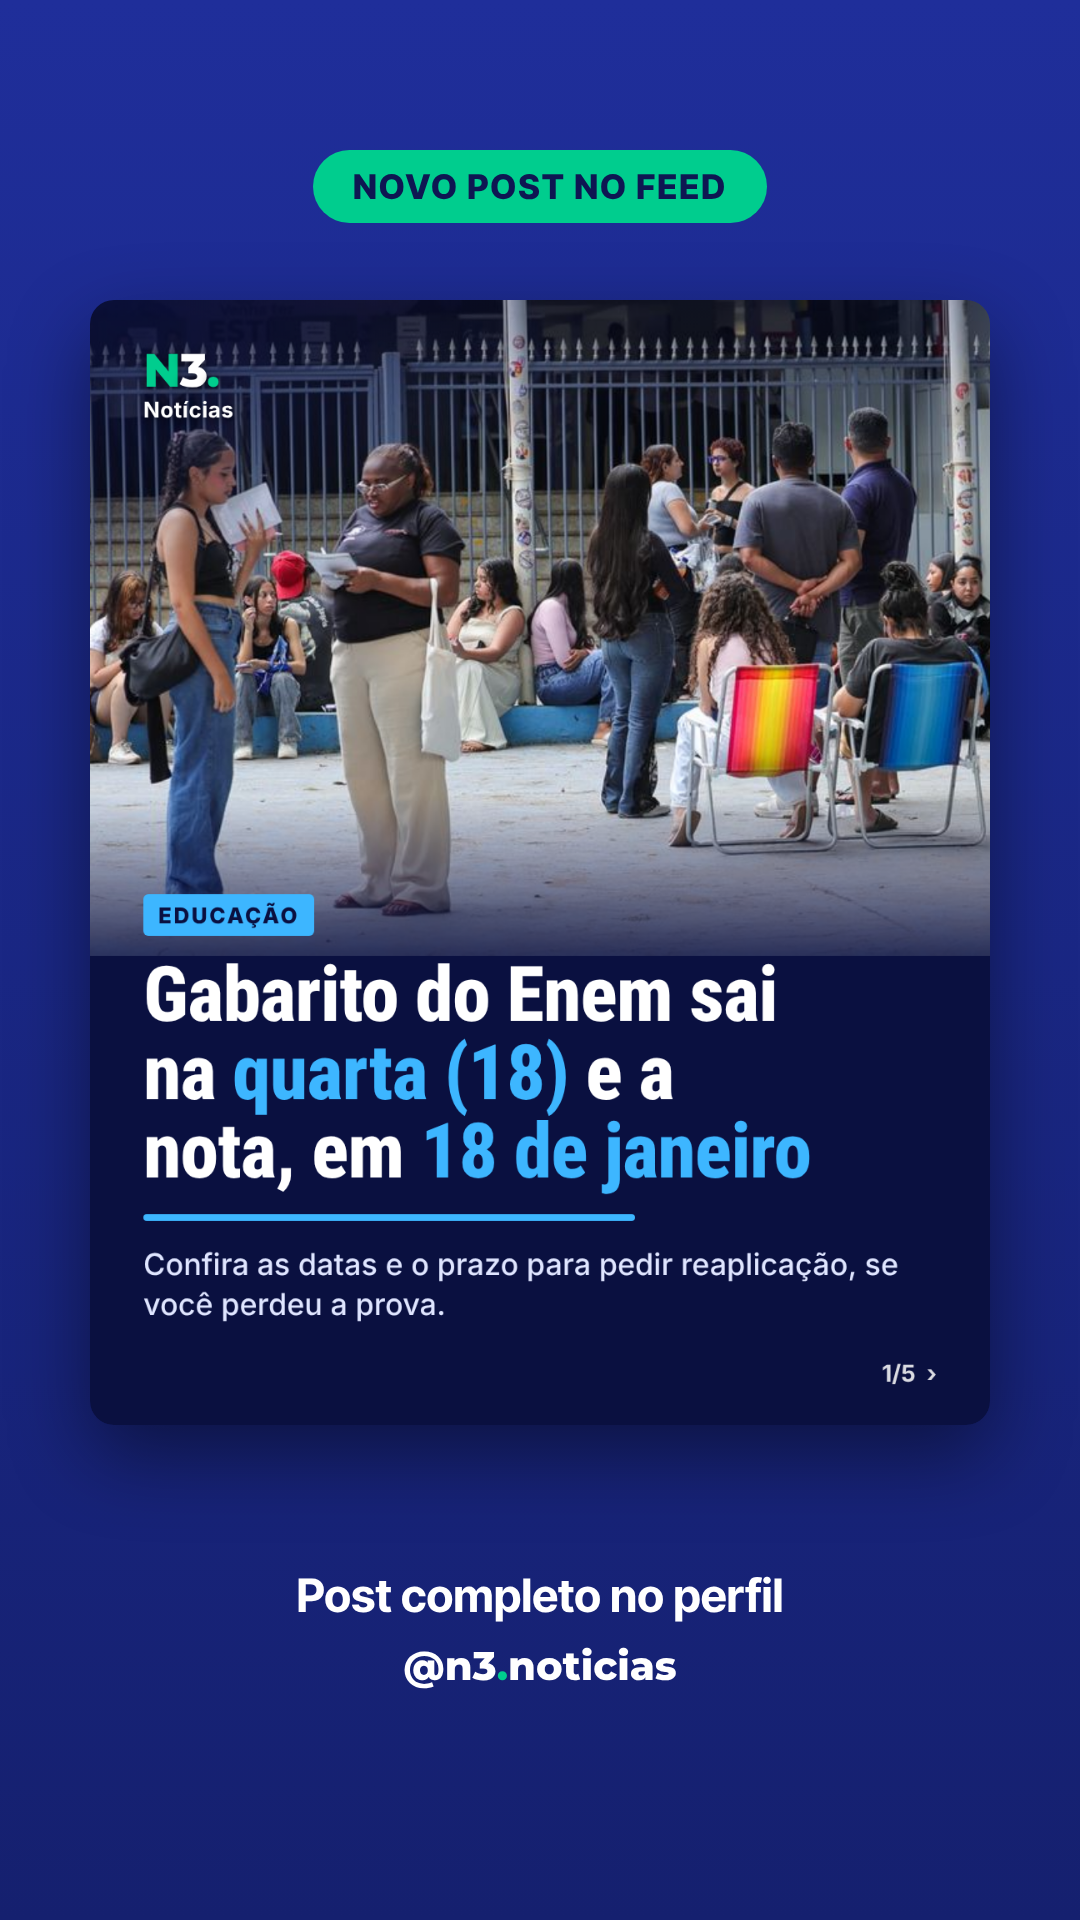 NOVO POST NO FEED
N3.
Notícias
EDUCAÇÃO
Gabarito do Enem sai
na quarta (18) e a
nota, em 18 de janeiro
Confira as datas e o prazo para pedir reaplicação, se
você perdeu a prova.
1/5 ›
Post completo no perfil
@n3.noticias